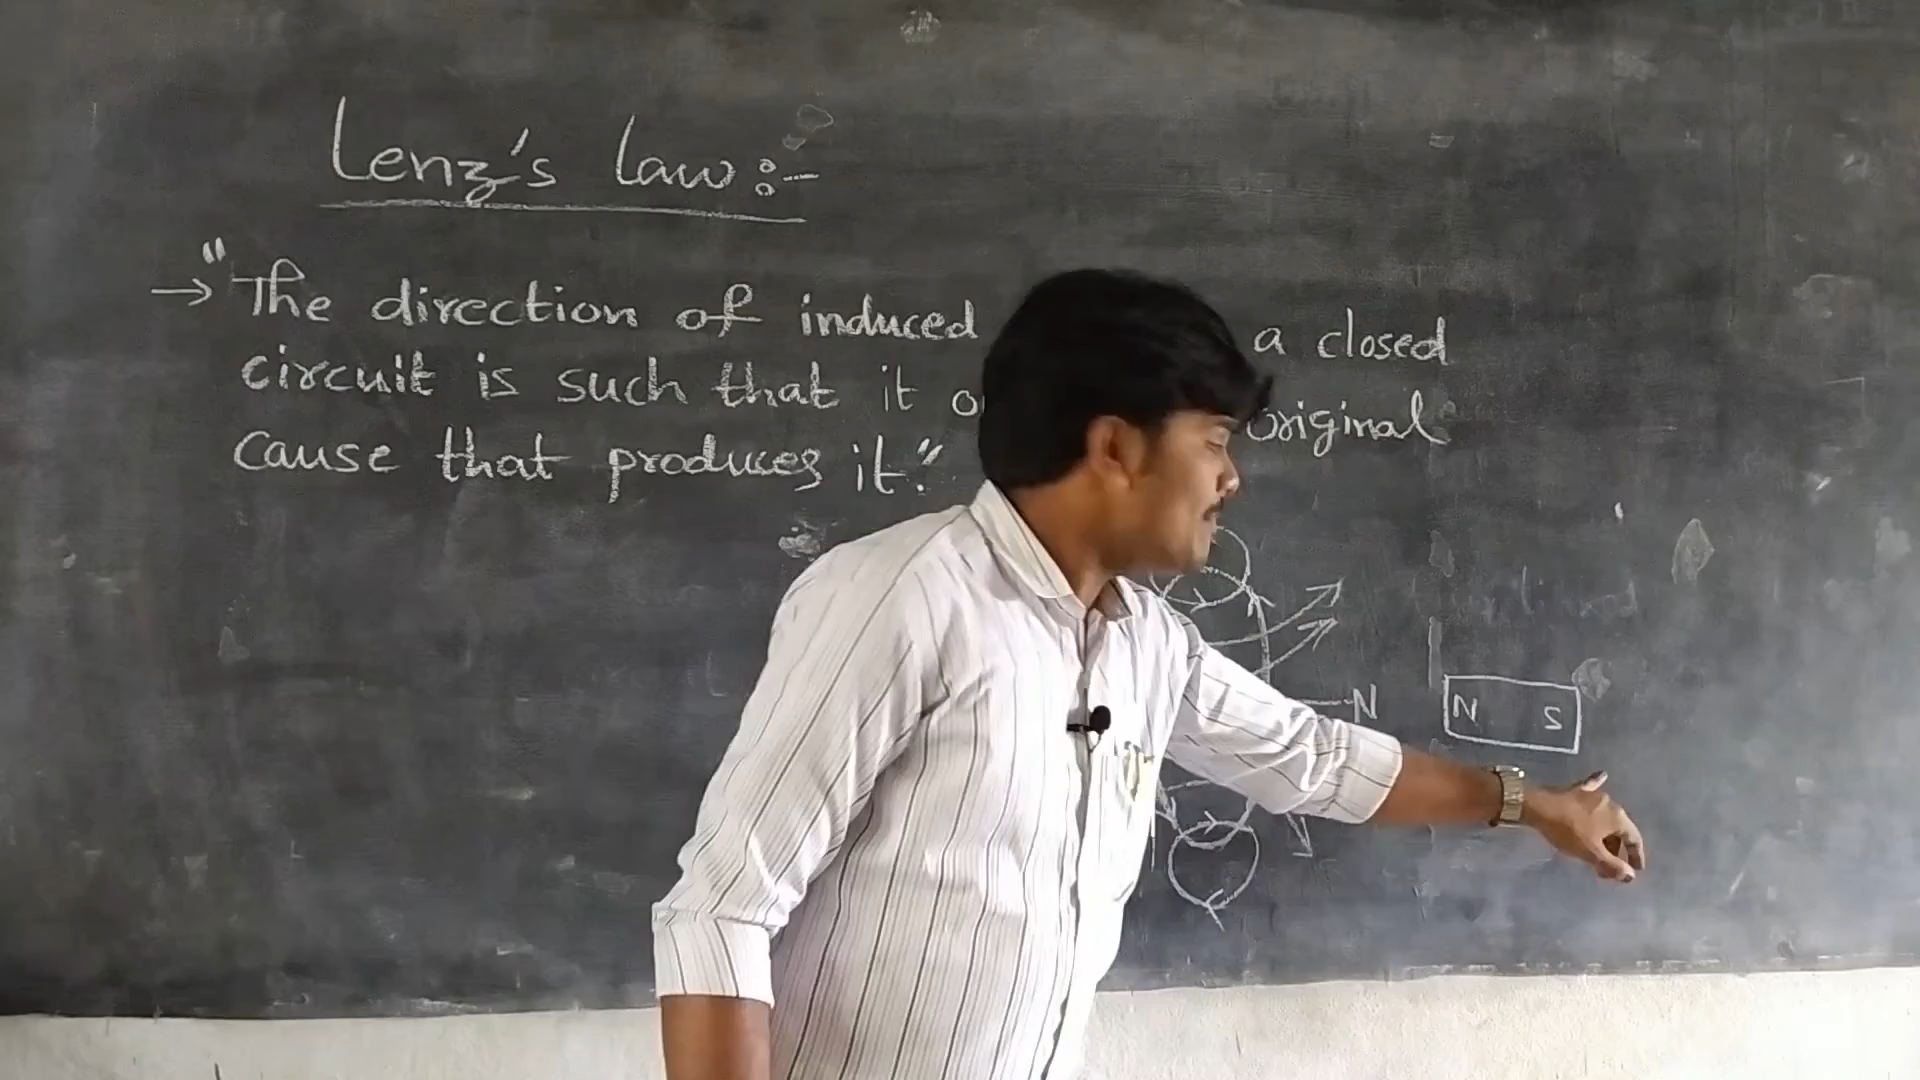 Lenz's law:-
→ "The direction of induced a closed
circuit is such that it original
cause that produces it."
N
N S